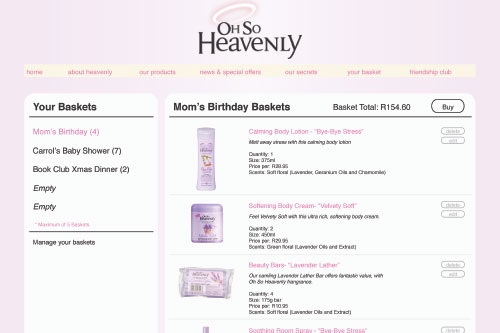 Oh So
Heavenly
home about heavenly our products news & special offers our secrets your basket friendship club
Your Baskets
Mom's Birthday (4)
Carrol's Baby Shower (7)
Book Club Xmas Dinner (2)
Empty
Empty
* Maximum of 5 Baskets
Manage your baskets
Mom's Birthday Baskets Basket Total: R154.60 Buy
Calming Body Lotion - "Bye-Bye Stress" delete
Melt away stress with this calming body lotion edit
Quantity: 1
Size: 375ml
Price per: R28.95
Scents: Soft floral (Lavender, Geranium Oils and Chamomile)
Softening Body Cream- "Velvety Soft" delete
Feel Velvety Soft with this ultra rich, softening body cream. edit
Quantity: 2
Size: 450ml
Price per: R29.95
Scents: Green floral (Lavender Oils and Extract)
Beauty Bars- "Lavender Lather" delete
Our camling Lavender Lather Bar offers fantastic value, with edit
Oh So Heavenly fragrance.
Quantity: 4
Size: 175g bar
Price per: R10.95
Scents: Soft floral (Lavender Oils and Extract)
Soothing Room Spray - "Bye-Bye Stress" delete